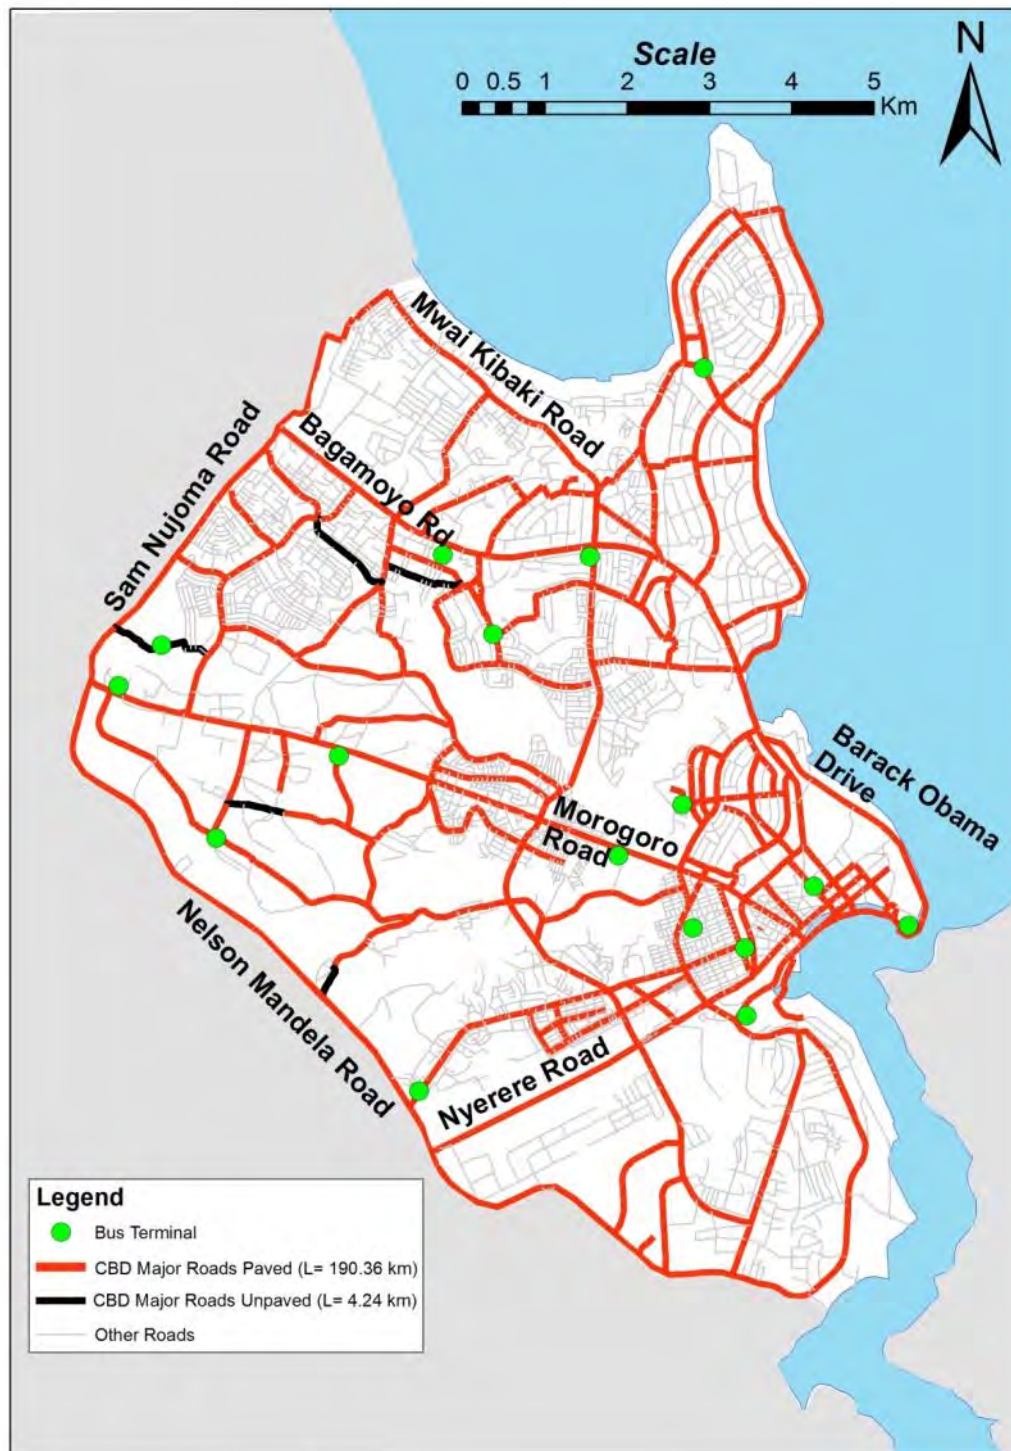 Scale
N
0 0.5 1 2 3 4 5
Km
Mwai Kibaki Road
Bagamoyo Rd
Sam Nujoma Road
Barack Obama
Drive
Morogoro
Road
Nelson Mandela Road
Nyerere Road
Legend
Bus Terminal
CBD Major Roads Paved (L= 190.36 km)
CBD Major Roads Unpaved (L= 4.24 km)
Other Roads